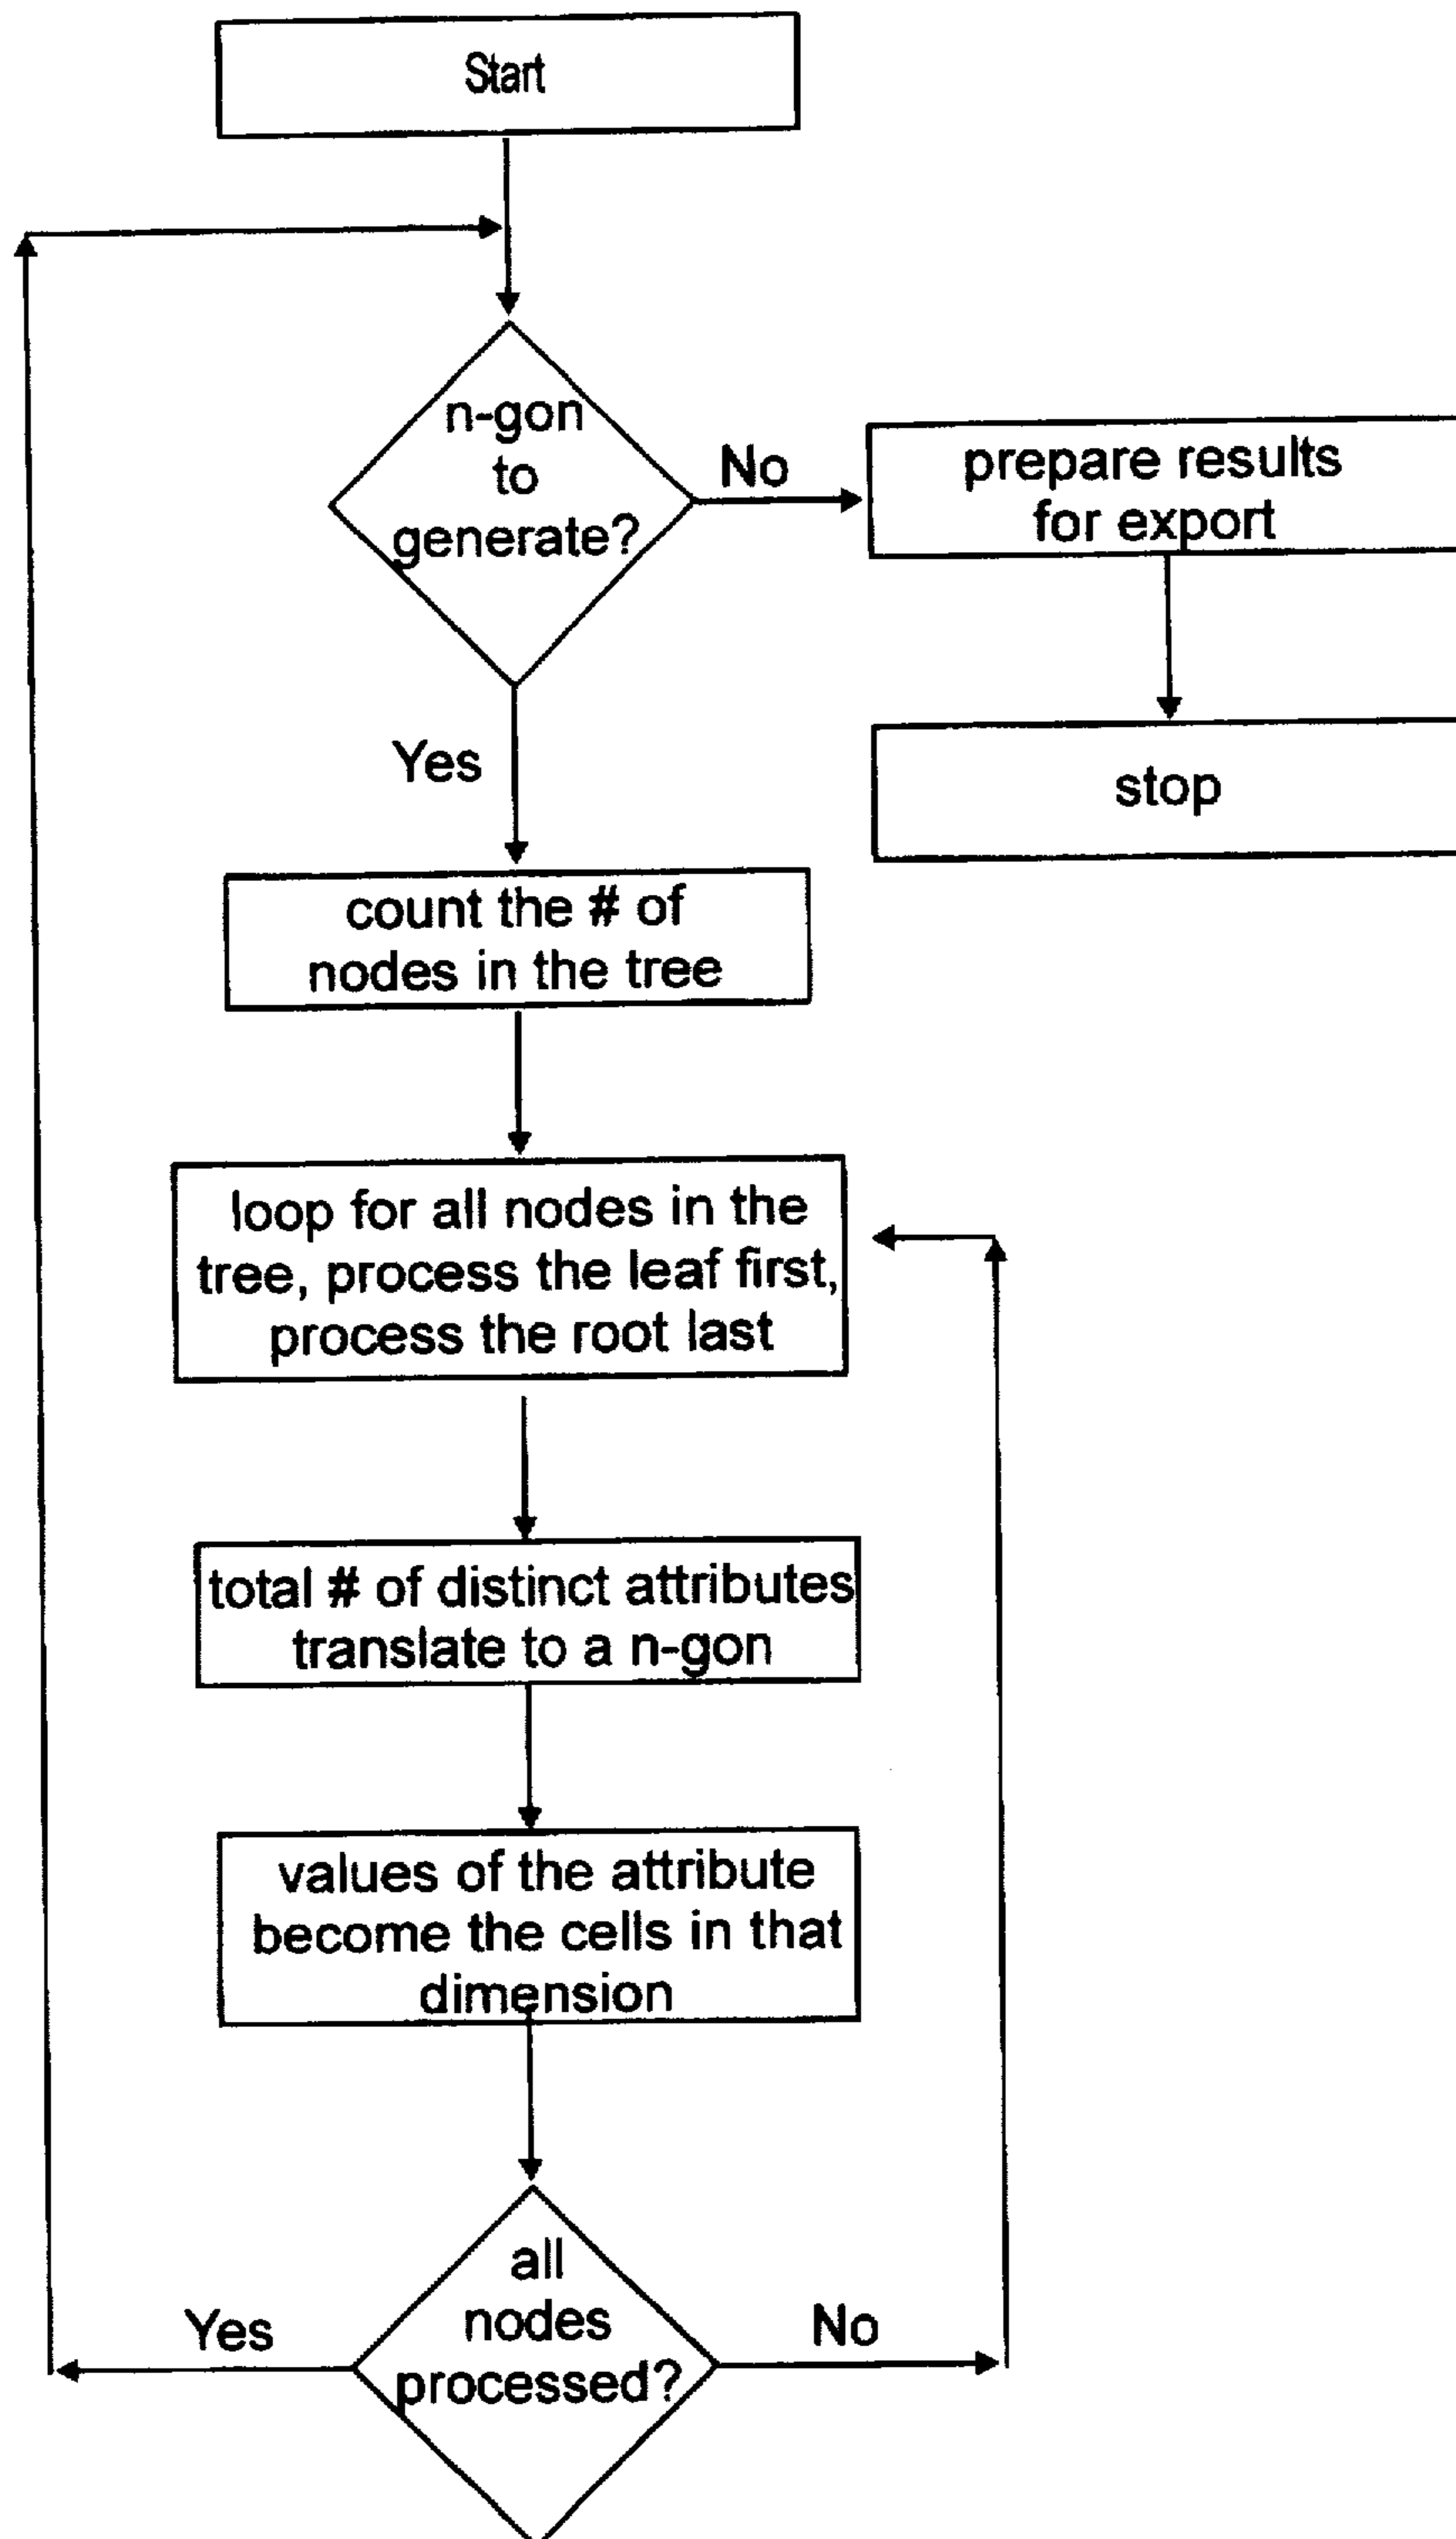 Start
n-gon
to
generate?
No
prepare results
for export
stop
Yes
count the # of
nodes in the tree
loop for all nodes in the
tree, process the leaf first,
process the root last
total # of distinct attributes
translate to a n-gon
values of the attribute
become the cells in that
dimension
all
nodes
processed?
Yes
No